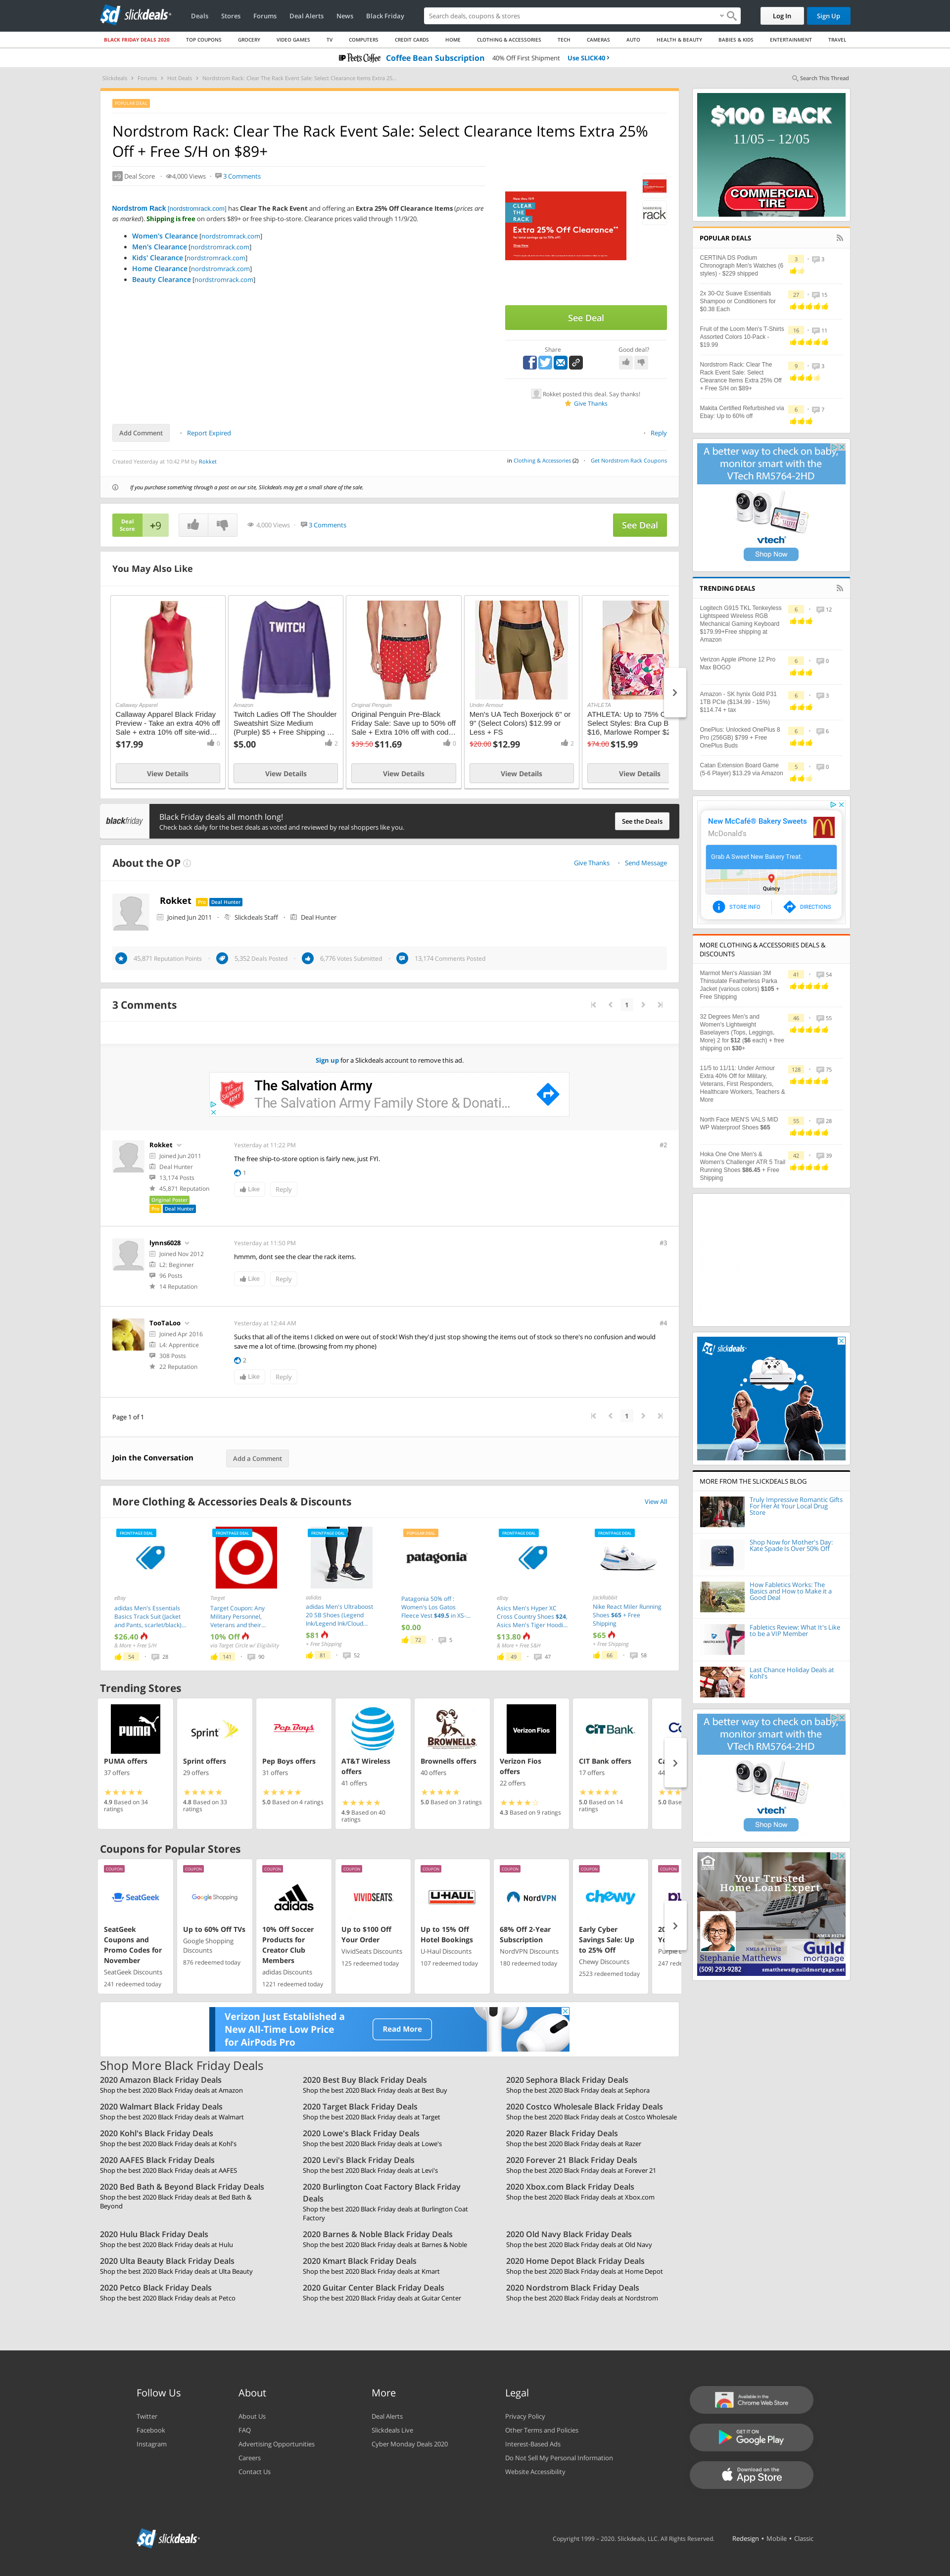 sd slickdeals
Deals Stores Forums Deal Alerts News Black Friday
Search deals, coupons & stores
Log In Sign Up
BLACK FRIDAY DEALS 2020 TOP COUPONS GROCERY VIDEO GAMES TV COMPUTERS CREDIT CARDS HOME CLOTHING & ACCESSORIES TECH CAMERAS AUTO HEALTH & BEAUTY BABIES & KIDS ENTERTAINMENT TRAVEL
Peet's Coffee Coffee Bean Subscription 40% Off First Shipment Use SLICK40
Slickdeals Forums Hot Deals Nordstrom Rack: Clear The Rack Event Sale: Select Clearance Items Extra 25...
Search This Thread
POPULAR DEAL
Nordstrom Rack: Clear The Rack Event Sale: Select Clearance Items Extra 25%
Off + Free S/H on $89+
+9 Deal Score 4,000 Views 3 Comments
Nordstrom Rack [nordstromrack.com] has Clear The Rack Event and offering an Extra 25% Off Clearance Items (prices are
as marked). Shipping is free on orders $89+ or free ship-to-store. Clearance prices valid through 11/9/20.
Women's Clearance [nordstromrack.com]
Men's Clearance [nordstromrack.com]
Kids' Clearance [nordstromrack.com]
Home Clearance [nordstromrack.com]
Beauty Clearance [nordstromrack.com]
CLEAR
THE
RACK
Extra 25% Off Clearance**
rack
See Deal
Share Good deal?
Rokket posted this deal. Say thanks!
Give Thanks
Add Comment Report Expired Reply
Created Yesterday at 10:42 PM by Rokket
in Clothing & Accessories (2) Get Nordstrom Rack Coupons
If you purchase something through a post on our site, Slickdeals may get a small share of the sale.
Deal
Score
+9
4,000 Views 3 Comments
See Deal
You May Also Like
Callaway Apparel
Callaway Apparel Black Friday
Preview - Take an extra 40% off
Sale + extra 10% off site-wid...
$17.99 0
View Details
Amazon
Twitch Ladies Off The Shoulder
Sweatshirt Size Medium
(Purple) $5 + Free Shipping ...
$5.00 2
View Details
Original Penguin
Original Penguin Pre-Black
Friday Sale: Save up to 50% off
Sale + Extra 10% off with cod...
$39.50 $11.69 0
View Details
Under Armour
Men's UA Tech Boxerjock 6" or
9" (Select Colors) $12.99 or
Less + FS
$20.00 $12.99 2
View Details
ATHLETA
ATHLETA: Up to 75% O
Select Styles: Bra Cup B
$16, Marlowe Romper $2
$74.00 $15.99
View Details
TWITCH
blackfriday
Black Friday deals all month long!
Check back daily for the best deals as voted and reviewed by real shoppers like you.
See the Deals
About the OP
Give Thanks Send Message
Rokket Pro Deal Hunter
Joined Jun 2011 Slickdeals Staff Deal Hunter
45,871 Reputation Points 5,352 Deals Posted 6,776 Votes Submitted 13,174 Comments Posted
3 Comments
1
Sign up for a Slickdeals account to remove this ad.
The Salvation Army
The Salvation Army Family Store & Donati...
Rokket
Joined Jun 2011
Deal Hunter
13,174 Posts
45,871 Reputation
Original Poster
Pro Deal Hunter
Yesterday at 11:22 PM #2
The free ship-to-store option is fairly new, just FYI.
1
Like Reply
lynns6028
Joined Nov 2012
L2: Beginner
96 Posts
14 Reputation
Yesterday at 11:50 PM #3
hmmm, dont see the clear the rack items.
Like Reply
TooTaLoo
Joined Apr 2016
L4: Apprentice
308 Posts
22 Reputation
Yesterday at 12:44 AM #4
Sucks that all of the items I clicked on were out of stock! Wish they'd just stop showing the items out of stock so there's no confusion and would
save me a lot of time. (browsing from my phone)
2
Like Reply
Page 1 of 1
1
Join the Conversation Add a Comment
More Clothing & Accessories Deals & Discounts
View All
FRONTPAGE DEAL
eBay
adidas Men's Essentials
Basics Track Suit (Jacket
and Pants, scarlet/black)...
$26.40
& More + Free S/H
54 28
FRONTPAGE DEAL
Target
Target Coupon: Any
Military Personnel,
Veterans and their...
10% Off
via Target Circle w/ Eligibility
141 90
FRONTPAGE DEAL
adidas
adidas Men's Ultraboost
20 SB Shoes (Legend
Ink/Legend Ink/Cloud...
$81
+ Free Shipping
81 52
POPULAR DEAL
patagonia
Patagonia 50% off :
Women's Los Gatos
Fleece Vest $49.5 in XS-...
$0.00
72 5
FRONTPAGE DEAL
eBay
Asics Men's Hyper XC
Cross Country Shoes $24,
Asics Men's Tiger Hoodi...
$13.80
& More + Free S&H
49 47
FRONTPAGE DEAL
JackRabbit
Nike React Miler Running
Shoes $65 + Free
Shipping
$65
+ Free Shipping
66 58
Trending Stores
PUMA
PUMA offers
37 offers
4.9 Based on 34
ratings
Sprint
Sprint offers
29 offers
4.8 Based on 33
ratings
Pep Boys
Pep Boys offers
31 offers
5.0 Based on 4 ratings
AT&T Wireless
offers
41 offers
4.9 Based on 40
ratings
BROWNELLS
Brownells offers
40 offers
5.0 Based on 3 ratings
Verizon Fios
Verizon Fios
offers
22 offers
4.3 Based on 9 ratings
CIT Bank
CIT Bank offers
17 offers
5.0 Based on 14
ratings
Ca
44
5.0 Base
Coupons for Popular Stores
COUPON
SeatGeek
SeatGeek
Coupons and
Promo Codes for
November
SeatGeek Discounts
241 redeemed today
COUPON
Google Shopping
Up to 60% Off TVs
Google Shopping
Discounts
876 redeemed today
COUPON
adidas
10% Off Soccer
Products for
Creator Club
Members
adidas Discounts
1221 redeemed today
COUPON
VIVIDSEATS
Up to $100 Off
Your Order
VividSeats Discounts
125 redeemed today
COUPON
U-HAUL
Up to 15% Off
Hotel Bookings
U-Haul Discounts
107 redeemed today
COUPON
NordVPN
68% Off 2-Year
Subscription
NordVPN Discounts
180 redeemed today
COUPON
chewy
Early Cyber
Savings Sale: Up
to 25% Off
Chewy Discounts
2523 redeemed today
COUPON
20
Yo
Purple
247 rede
Verizon Just Established a
New All-Time Low Price
for AirPods Pro
Read More
Shop More Black Friday Deals
2020 Amazon Black Friday Deals
Shop the best 2020 Black Friday deals at Amazon
2020 Best Buy Black Friday Deals
Shop the best 2020 Black Friday deals at Best Buy
2020 Sephora Black Friday Deals
Shop the best 2020 Black Friday deals at Sephora
2020 Walmart Black Friday Deals
Shop the best 2020 Black Friday deals at Walmart
2020 Target Black Friday Deals
Shop the best 2020 Black Friday deals at Target
2020 Costco Wholesale Black Friday Deals
Shop the best 2020 Black Friday deals at Costco Wholesale
2020 Kohl's Black Friday Deals
Shop the best 2020 Black Friday deals at Kohl's
2020 Lowe's Black Friday Deals
Shop the best 2020 Black Friday deals at Lowe's
2020 Razer Black Friday Deals
Shop the best 2020 Black Friday deals at Razer
2020 AAFES Black Friday Deals
Shop the best 2020 Black Friday deals at AAFES
2020 Levi's Black Friday Deals
Shop the best 2020 Black Friday deals at Levi's
2020 Forever 21 Black Friday Deals
Shop the best 2020 Black Friday deals at Forever 21
2020 Bed Bath & Beyond Black Friday Deals
Shop the best 2020 Black Friday deals at Bed Bath &
Beyond
2020 Burlington Coat Factory Black Friday
Deals
Shop the best 2020 Black Friday deals at Burlington Coat
Factory
2020 Xbox.com Black Friday Deals
Shop the best 2020 Black Friday deals at Xbox.com
2020 Hulu Black Friday Deals
Shop the best 2020 Black Friday deals at Hulu
2020 Barnes & Noble Black Friday Deals
Shop the best 2020 Black Friday deals at Barnes & Noble
2020 Old Navy Black Friday Deals
Shop the best 2020 Black Friday deals at Old Navy
2020 Ulta Beauty Black Friday Deals
Shop the best 2020 Black Friday deals at Ulta Beauty
2020 Kmart Black Friday Deals
Shop the best 2020 Black Friday deals at Kmart
2020 Home Depot Black Friday Deals
Shop the best 2020 Black Friday deals at Home Depot
2020 Petco Black Friday Deals
Shop the best 2020 Black Friday deals at Petco
2020 Guitar Center Black Friday Deals
Shop the best 2020 Black Friday deals at Guitar Center
2020 Nordstrom Black Friday Deals
Shop the best 2020 Black Friday deals at Nordstrom
$100 BACK
11/05 – 12/05
COMMERCIAL
TIRE
POPULAR DEALS
CERTINA DS Podium
Chronograph Men's Watches (6
styles) - $229 shipped
3 3
2x 30-Oz Suave Essentials
Shampoo or Conditioners for
$0.38 Each
27 15
Fruit of the Loom Men's T-Shirts
Assorted Colors 10-Pack -
$19.99
16 11
Nordstrom Rack: Clear The
Rack Event Sale: Select
Clearance Items Extra 25% Off
+ Free S/H on $89+
9 3
Makita Certified Refurbished via
Ebay: Up to 60% off
6 7
A better way to check on baby,
monitor smart with the
VTech RM5764-2HD
vtech
Shop Now
TRENDING DEALS
Logitech G915 TKL Tenkeyless
Lightspeed Wireless RGB
Mechanical Gaming Keyboard
$179.99+Free shipping at
Amazon
6 12
Verizon Apple iPhone 12 Pro
Max BOGO
6 0
Amazon - SK hynix Gold P31
1TB PCIe ($134.99 - 15%)
$114.74 + tax
6 3
OnePlus: Unlocked OnePlus 8
Pro (256GB) $799 + Free
OnePlus Buds
6 6
Catan Extension Board Game
(5-6 Player) $13.29 via Amazon
5 0
New McCafé® Bakery Sweets
McDonald's
Grab A Sweet New Bakery Treat.
Quincy
STORE INFO DIRECTIONS
MORE CLOTHING & ACCESSORIES DEALS &
DISCOUNTS
Marmot Men's Alassian 3M
Thinsulate Featherless Parka
Jacket (various colors) $105 +
Free Shipping
41 54
32 Degrees Men's and
Women's Lightweight
Baselayers (Tops, Leggings,
More) 2 for $12 ($6 each) + free
shipping on $30+
46 55
11/5 to 11/11: Under Armour
Extra 40% Off for Military,
Veterans, First Responders,
Healthcare Workers, Teachers &
More
128 75
North Face MEN'S VALS MID
WP Waterproof Shoes $65
55 28
Hoka One One Men's &
Women's Challenger ATR 5 Trail
Running Shoes $66.45 + Free
Shipping
42 39
sd slickdeals
MORE FROM THE SLICKDEALS BLOG
Truly Impressive Romantic Gifts
For Her At Your Local Drug
Store
Shop Now for Mother's Day:
Kate Spade Is Over 50% Off
How Fabletics Works: The
Basics and How to Make it a
Good Deal
Fabletics Review: What It's Like
to be a VIP Member
Last Chance Holiday Deals at
Kohl's
A better way to check on baby,
monitor smart with the
VTech RM5764-2HD
vtech
Shop Now
Your Trusted
Home Loan Expert
Stephanie Matthews
(509) 293-9282
Guild
mortgage
smatthews@guildmortgage.net
Follow Us
Twitter
Facebook
Instagram
About
About Us
FAQ
Advertising Opportunities
Careers
Contact Us
More
Deal Alerts
Slickdeals Live
Cyber Monday Deals 2020
Legal
Privacy Policy
Other Terms and Policies
Interest-Based Ads
Do Not Sell My Personal Information
Website Accessibility
Available in the
Chrome Web Store
GET IT ON
Google Play
Download on the
App Store
sd slickdeals
Copyright 1999 – 2020. Slickdeals, LLC. All Rights Reserved. Redesign • Mobile • Classic